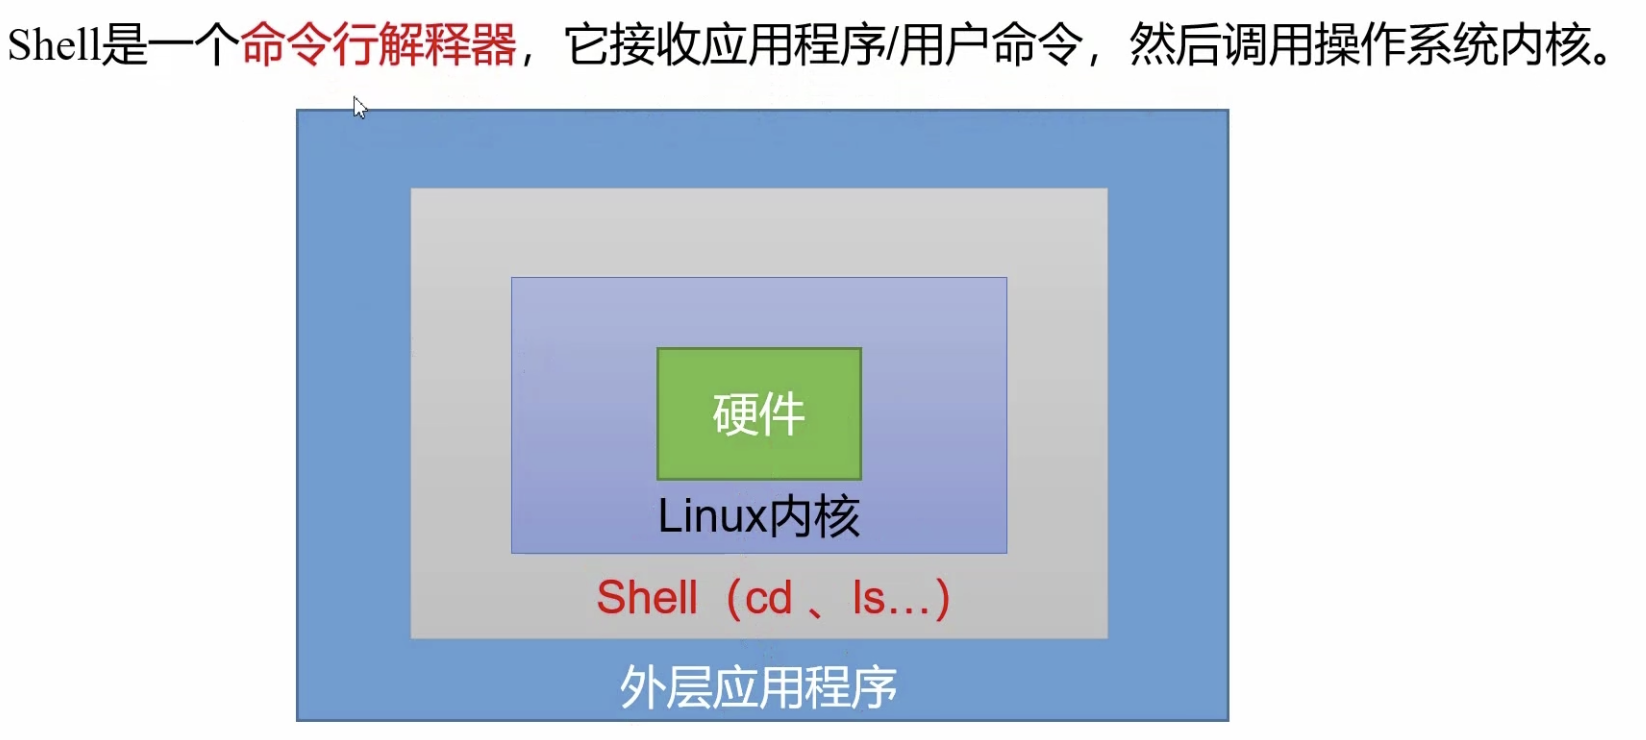 Shell是一个命令行解释器，它接收应用程序/用户命令，然后调用操作系统内核。
硬件
Linux内核
Shell（cd 、ls...）
外层应用程序